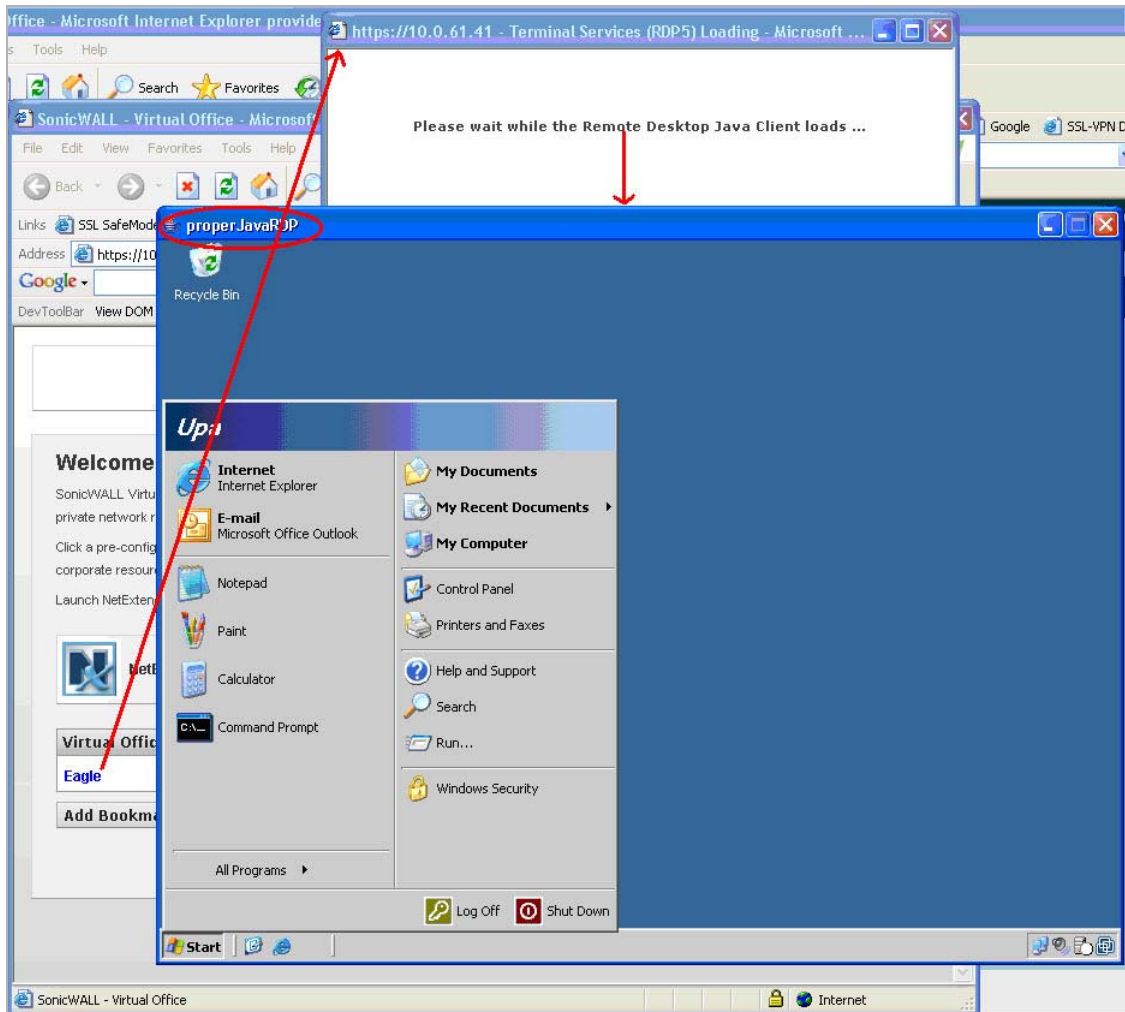 ffice - Microsoft Internet Explorer provide
https://10.0.61.41 - Terminal Services (RDP5) Loading - Microsoft ...
s Tools Help
Search Favorites
SonicWALL - Virtual Office - Microsof
Please wait while the Remote Desktop Java Client loads ...
Google SSL-VPN D
File Edit View Favorites Tools Help
Back
Links SSL SafeMode
properJavaRDP
Address https://10
Google
Recycle Bin
DevToolBar View DOM
Upa
Welcome
SonicWALL Virtu
private network r
Click a pre-config
corporate resour
Launch NetExten
NetE
Virtual Offic
Eagle
Add Bookma
Internet
Internet Explorer
E-mail
Microsoft Office Outlook
Notepad
Paint
Calculator
C:\_
Command Prompt
All Programs
My Documents
My Recent Documents
My Computer
Control Panel
Printers and Faxes
Help and Support
Search
Run...
Windows Security
Log Off Shut Down
Start
SonicWALL - Virtual Office
Internet